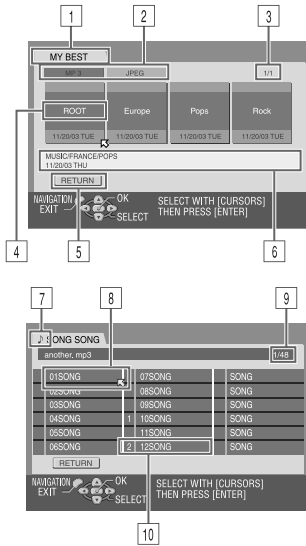 1 2 3
MY BEST
MP 3 JPEG 1/1
ROOT Europe Pops Rock
11/20/03 TUE 11/20/03 TUE 11/20/03 TUE 11/20/03 TUE
MUSIC/FRANCE/POPS
11/20/03 THU
RETURN
NAVIGATION OK SELECT WITH [CURSORS]
EXIT SELECT THEN PRESS [ENTER]
4 5 6
7 8 9
♪ SONG SONG
another. mp3 1/48
01SONG 07SONG SONG
02SONG 08SONG SONG
03SONG 09SONG SONG
04SONG 1 10SONG SONG
05SONG 11SONG SONG
06SONG 2 12SONG SONG
RETURN
NAVIGATION OK SELECT WITH [CURSORS]
EXIT SELECT THEN PRESS [ENTER]
10